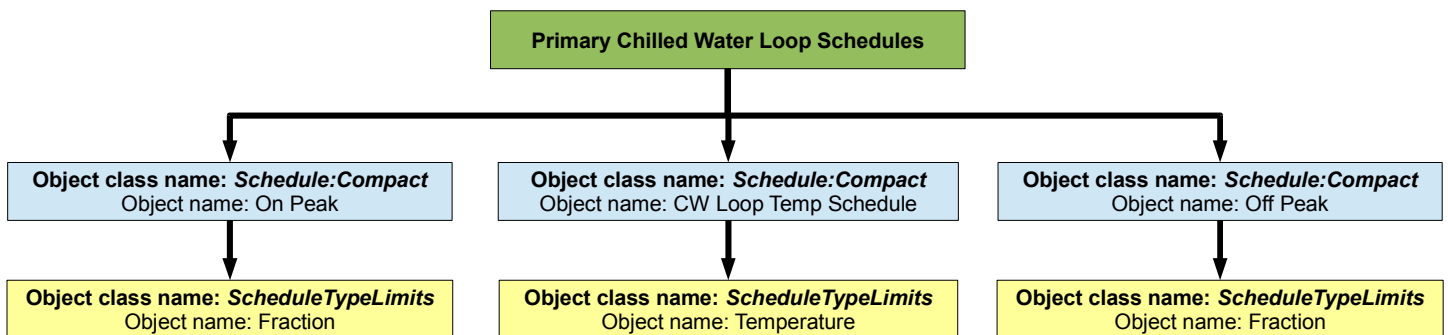 Primary Chilled Water Loop Schedules
Object class name: Schedule:Compact
Object name: On Peak
Object class name: Schedule:Compact
Object name: CW Loop Temp Schedule
Object class name: Schedule:Compact
Object name: Off Peak
Object class name: ScheduleTypeLimits
Object name: Fraction
Object class name: ScheduleTypeLimits
Object name: Temperature
Object class name: ScheduleTypeLimits
Object name: Fraction